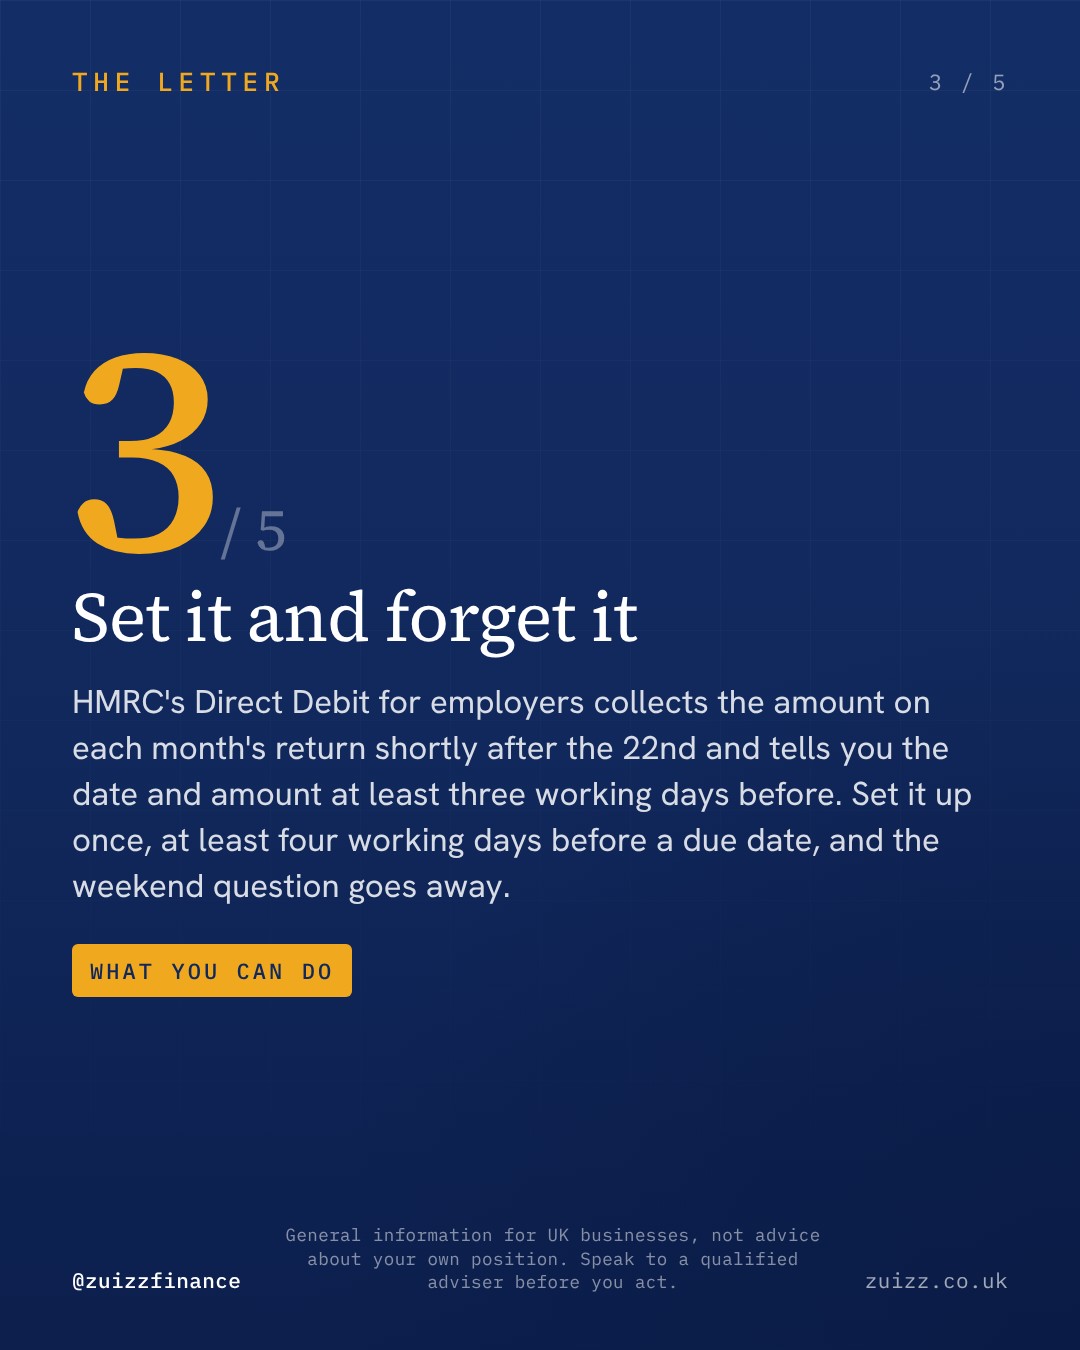 THE LETTER
3 / 5
3 / 5
Set it and forget it
HMRC's Direct Debit for employers collects the amount on
each month's return shortly after the 22nd and tells you the
date and amount at least three working days before. Set it up
once, at least four working days before a due date, and the
weekend question goes away.
WHAT YOU CAN DO
General information for UK businesses, not advice
about your own position. Speak to a qualified
adviser before you act.
@zuizzfinance
zuizz.co.uk